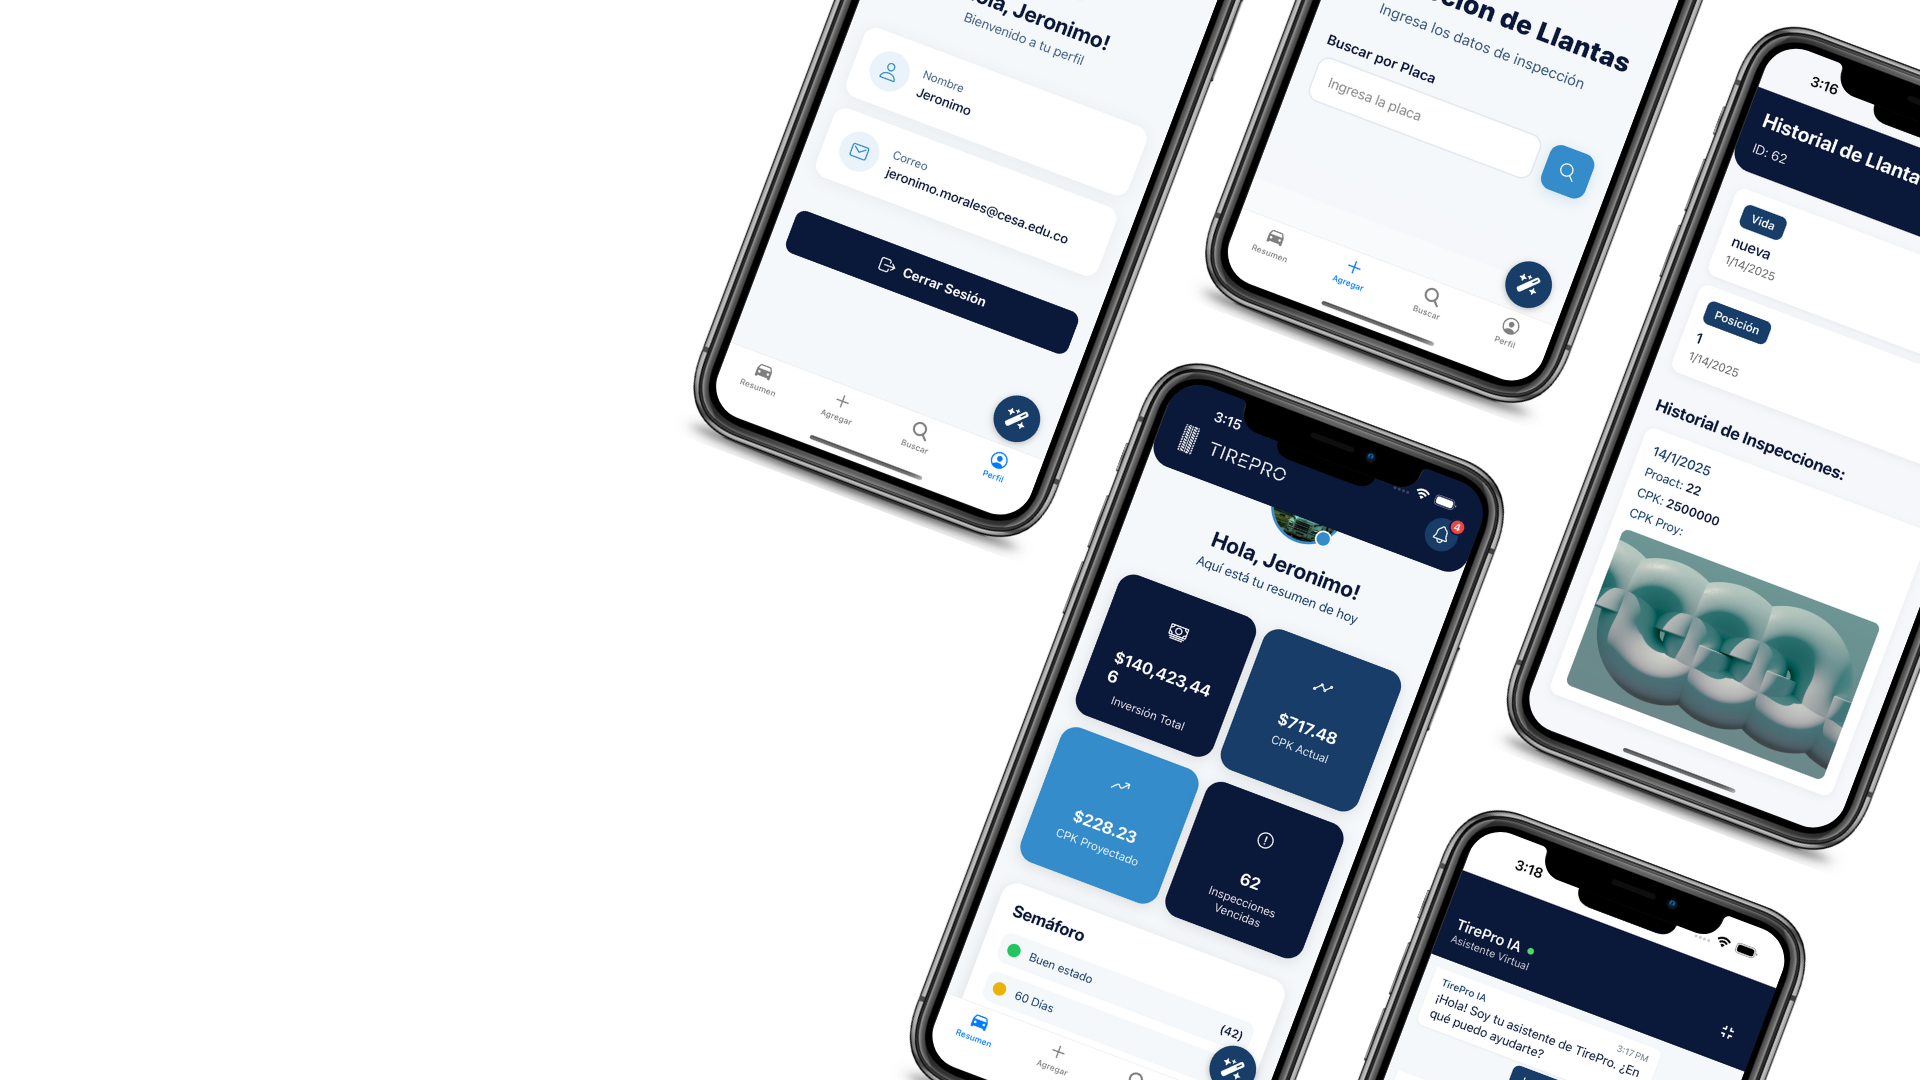 Hola, Jeronimo!
Bienvenido a tu perfil
Nombre
Jeronimo
Correo
jeronimo.morales@cesa.edu.co
Cerrar Sesión
Resumen
Agregar
Buscar
Perfil
de Llantas
Ingresa los datos de inspección
Buscar por Placa
Ingresa la placa
Resumen
Agregar
Buscar
Perfil
3:16
Historial de Llanta
ID: 62
Vida
nueva
1/14/2025
Posición
1
1/14/2025
Historial de Inspecciones:
14/1/2025
Proact: 22
CPK: 2500000
CPK Proy:
3:15
TIREPRO
4
Hola, Jeronimo!
Aquí está tu resumen de hoy
$140,423,44
6
Inversión Total
$717.48
CPK Actual
$228.23
CPK Proyectado
62
Inspecciones
Vencidas
Semáforo
Buen estado
(42)
60 Días
Resumen
Agregar
3:18
TirePro IA
Asistente Virtual
TirePro IA
¡Hola! Soy tu asistente de TirePro. ¿En
qué puedo ayudarte?
3:17 PM